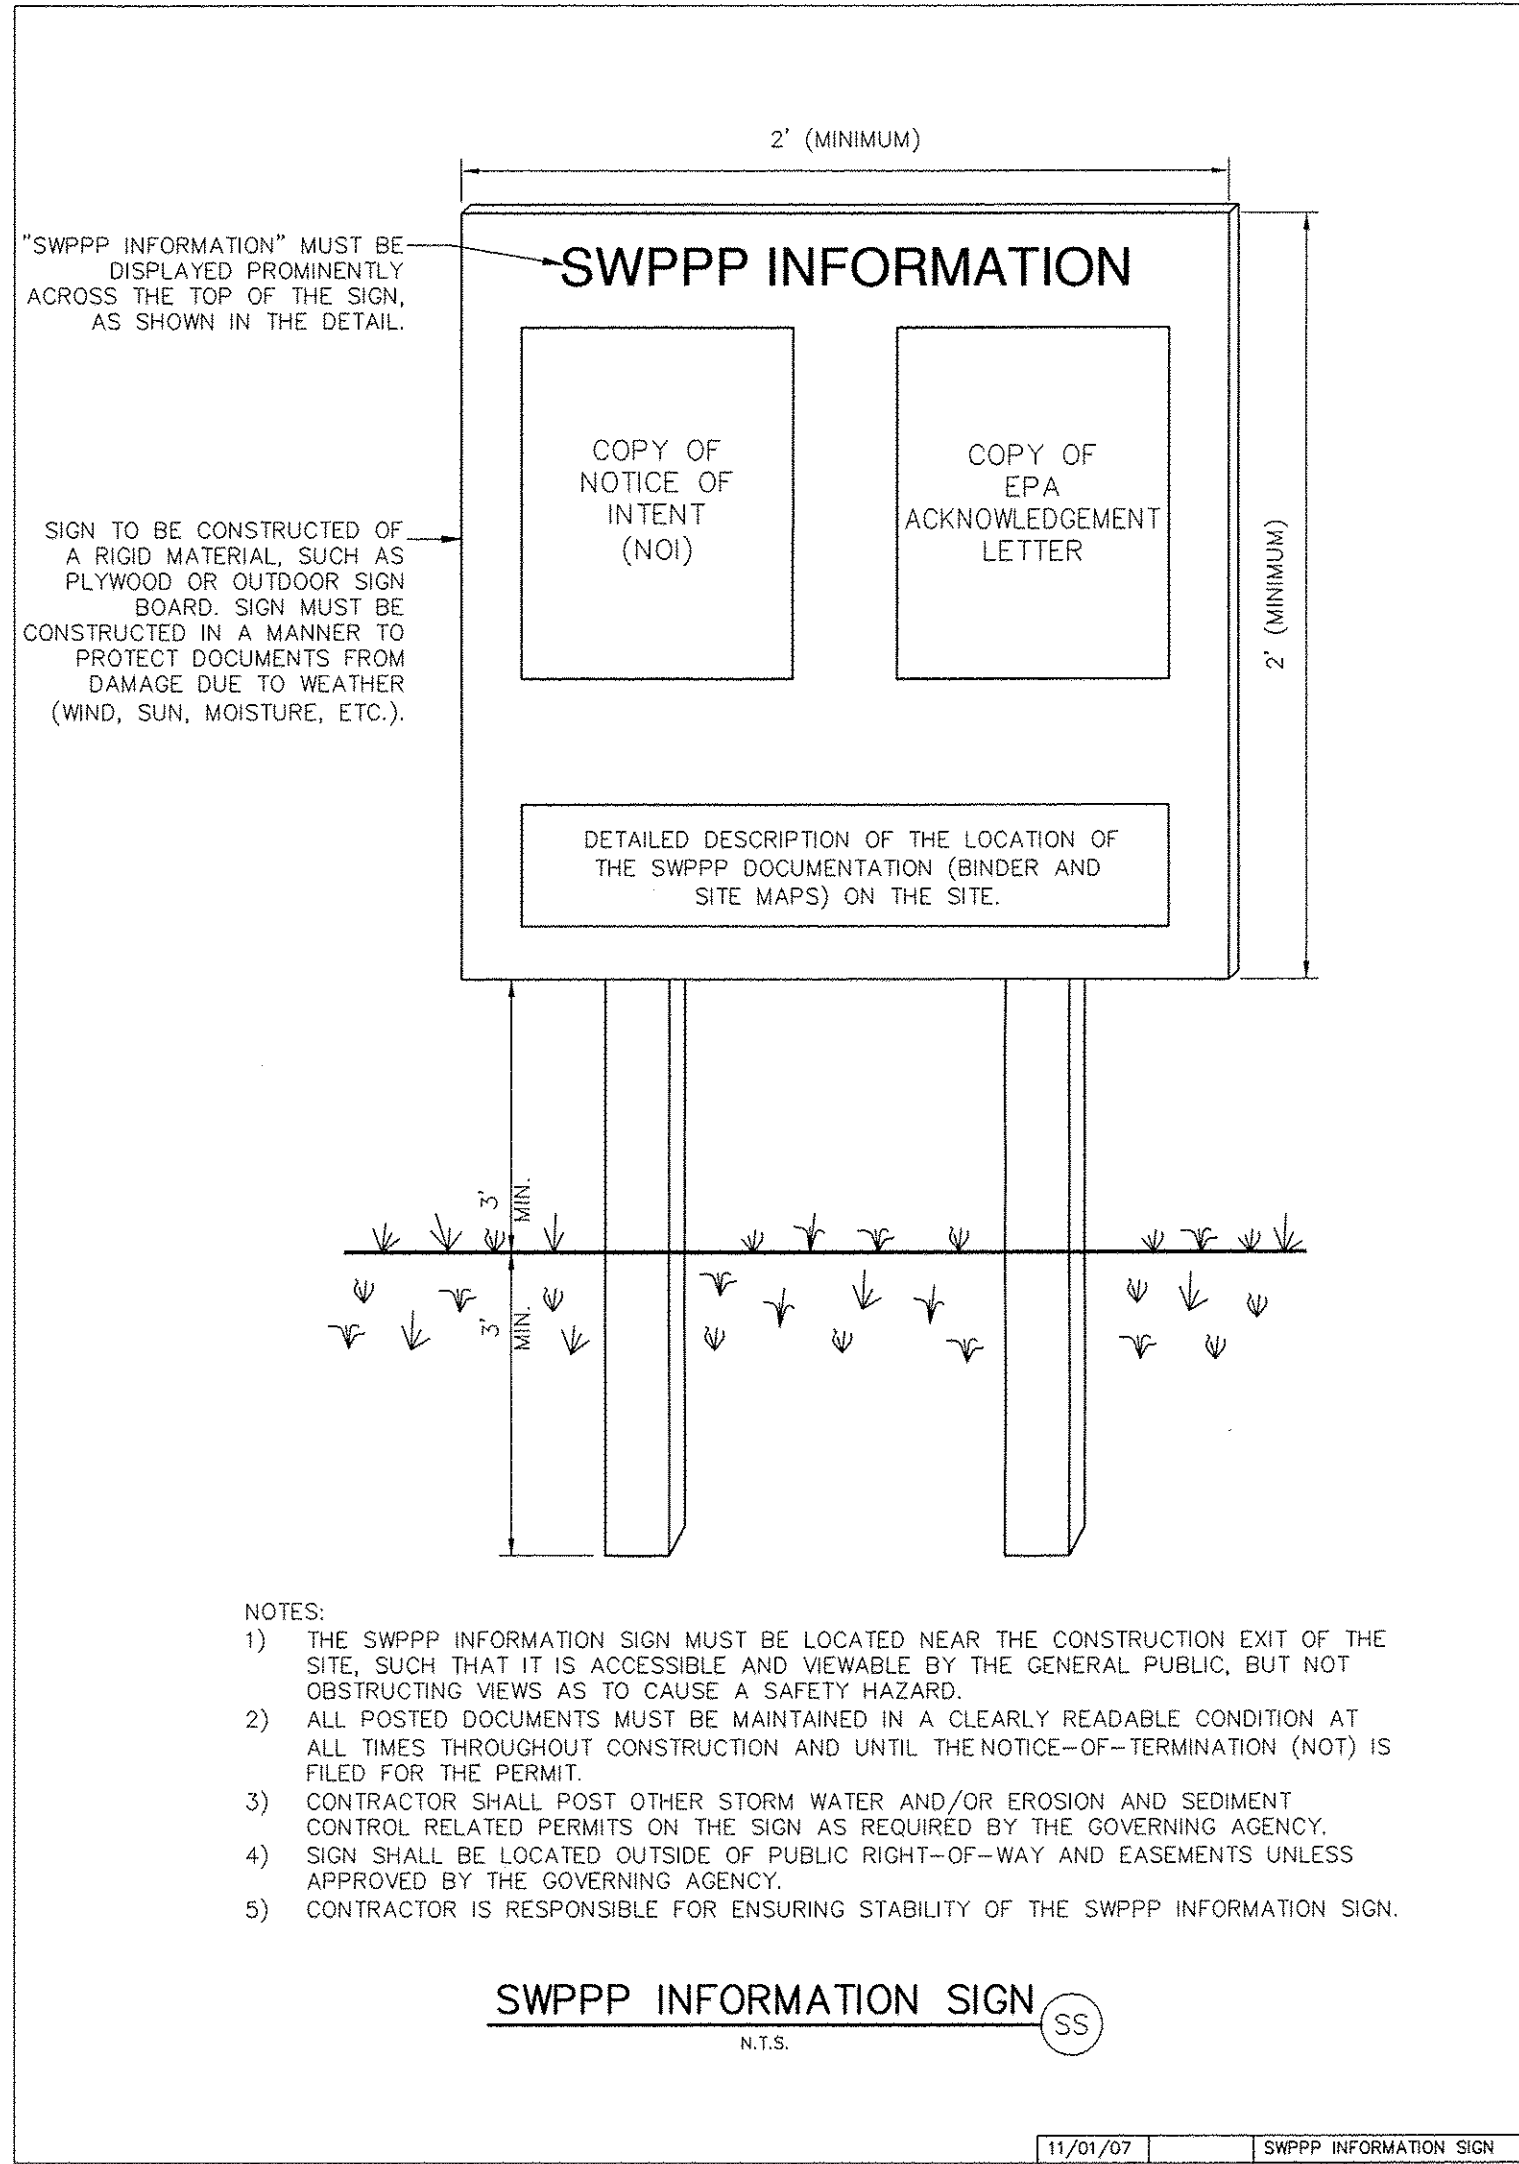 2' (MINIMUM)
"SWPPP INFORMATION" MUST BE
DISPLAYED PROMINENTLY
ACROSS THE TOP OF THE SIGN,
AS SHOWN IN THE DETAIL.
SWPPP INFORMATION
COPY OF
NOTICE OF
INTENT
(NOI)
COPY OF
EPA
ACKNOWLEDGEMENT
LETTER
SIGN TO BE CONSTRUCTED OF
A RIGID MATERIAL, SUCH AS
PLYWOOD OR OUTDOOR SIGN
BOARD. SIGN MUST BE
CONSTRUCTED IN A MANNER TO
PROTECT DOCUMENTS FROM
DAMAGE DUE TO WEATHER
(WIND, SUN, MOISTURE, ETC.).
2' (MINIMUM)
DETAILED DESCRIPTION OF THE LOCATION OF
THE SWPPP DOCUMENTATION (BINDER AND
SITE MAPS) ON THE SITE.
3'
MIN.
3'
MIN.
NOTES:
1) THE SWPPP INFORMATION SIGN MUST BE LOCATED NEAR THE CONSTRUCTION EXIT OF THE
SITE, SUCH THAT IT IS ACCESSIBLE AND VIEWABLE BY THE GENERAL PUBLIC, BUT NOT
OBSTRUCTING VIEWS AS TO CAUSE A SAFETY HAZARD.
2) ALL POSTED DOCUMENTS MUST BE MAINTAINED IN A CLEARLY READABLE CONDITION AT
ALL TIMES THROUGHOUT CONSTRUCTION AND UNTIL THE NOTICE-OF-TERMINATION (NOT) IS
FILED FOR THE PERMIT.
3) CONTRACTOR SHALL POST OTHER STORM WATER AND/OR EROSION AND SEDIMENT
CONTROL RELATED PERMITS ON THE SIGN AS REQUIRED BY THE GOVERNING AGENCY.
4) SIGN SHALL BE LOCATED OUTSIDE OF PUBLIC RIGHT-OF-WAY AND EASEMENTS UNLESS
APPROVED BY THE GOVERNING AGENCY.
5) CONTRACTOR IS RESPONSIBLE FOR ENSURING STABILITY OF THE SWPPP INFORMATION SIGN.
SWPPP INFORMATION SIGN
SS
N.T.S.
11/01/07 SWPPP INFORMATION SIGN